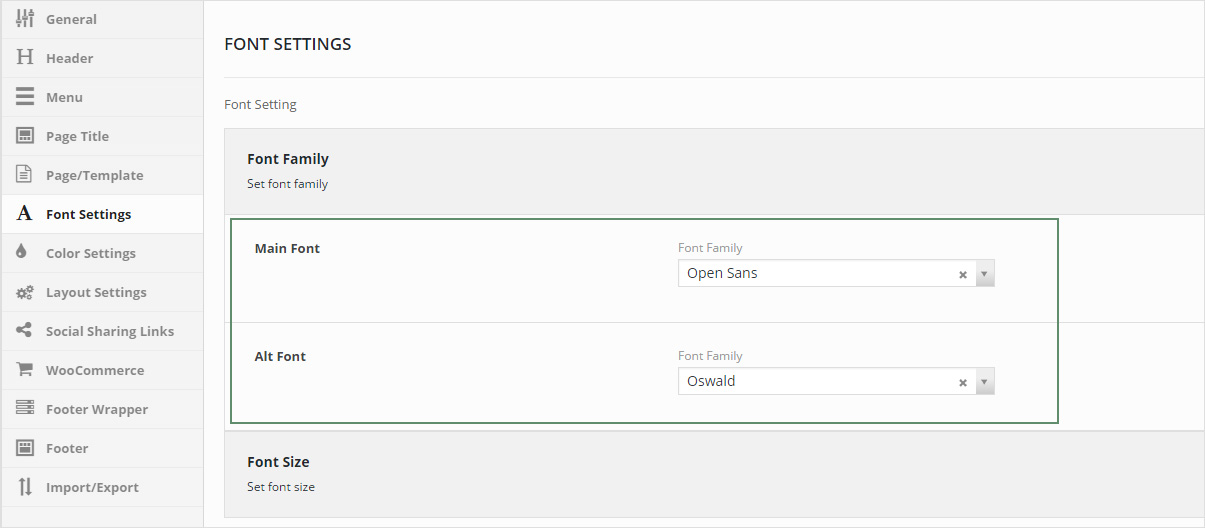 General
Header
Menu
Page Title
Page/Template
Font Settings
Color Settings
Layout Settings
Social Sharing Links
WooCommerce
Footer Wrapper
Footer
Import/Export
FONT SETTINGS
Font Setting
Font Family
Set font family
Main Font
Font Family
Open Sans
Alt Font
Font Family
Oswald
Font Size
Set font size